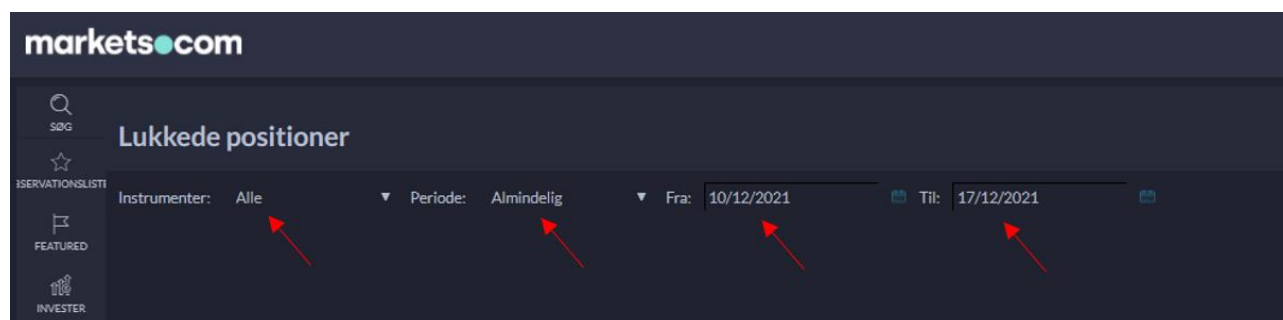 markets.com
SØG
Lukkede positioner
Instrumenter: Alle Periode: Almindelig Fra: 10/12/2021 Til: 17/12/2021
FEATURED
INVESTER